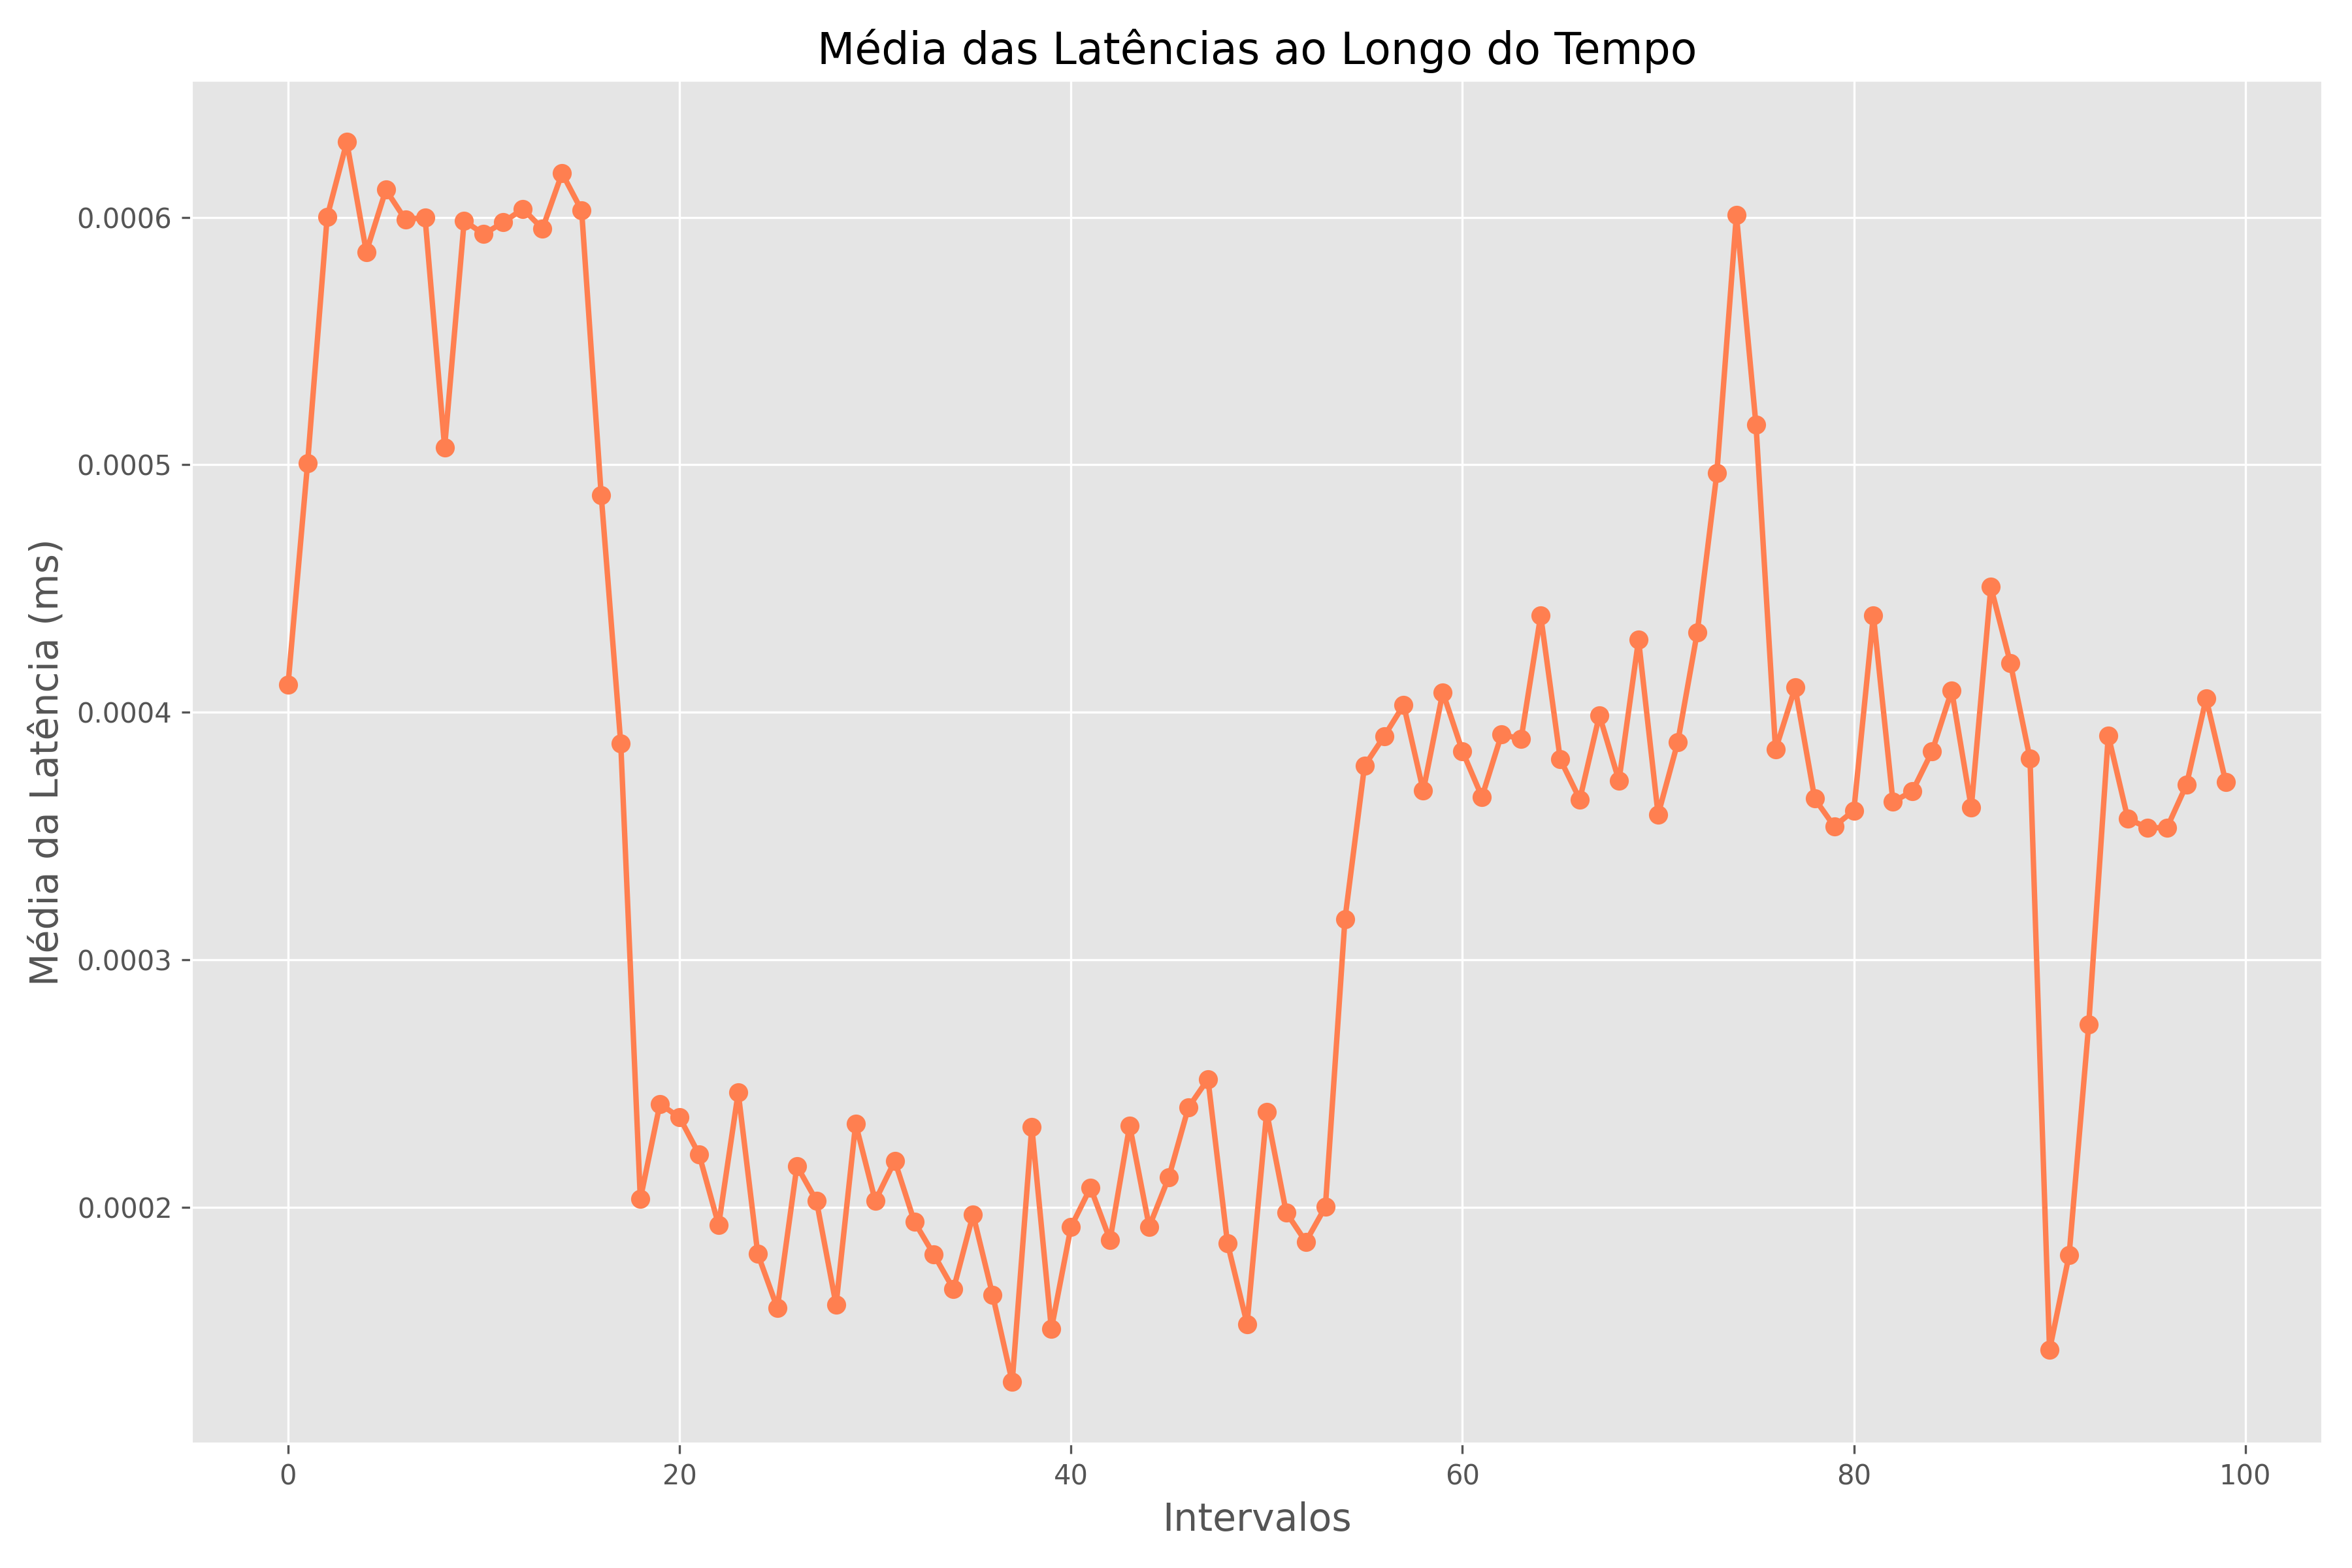 Média das Latências ao Longo do Tempo
Média da Latência (ms)
0.0006
0.0005
0.0004
0.0003
0.0002
0 20 40 60 80 100
Intervalos